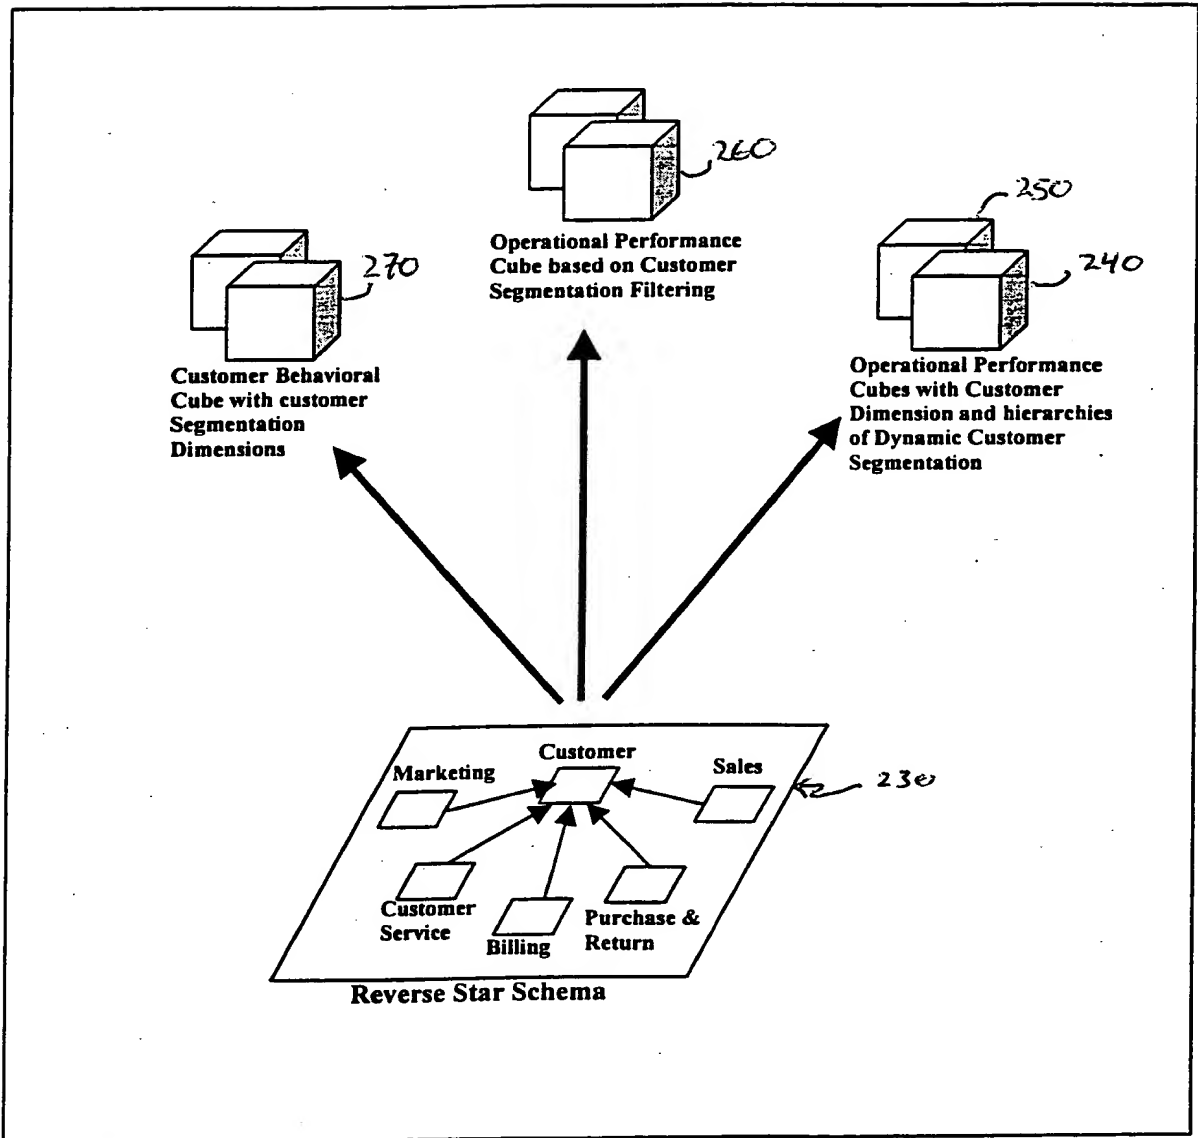 260
Operational Performance
Cube based on Customer
Segmentation Filtering
250
240
270
Customer Behavioral
Cube with customer
Segmentation
Dimensions
Operational Performance
Cubes with Customer
Dimension and hierarchies
of Dynamic Customer
Segmentation
Customer
Marketing
Sales
230
Customer
Service
Billing
Purchase &
Return
Reverse Star Schema